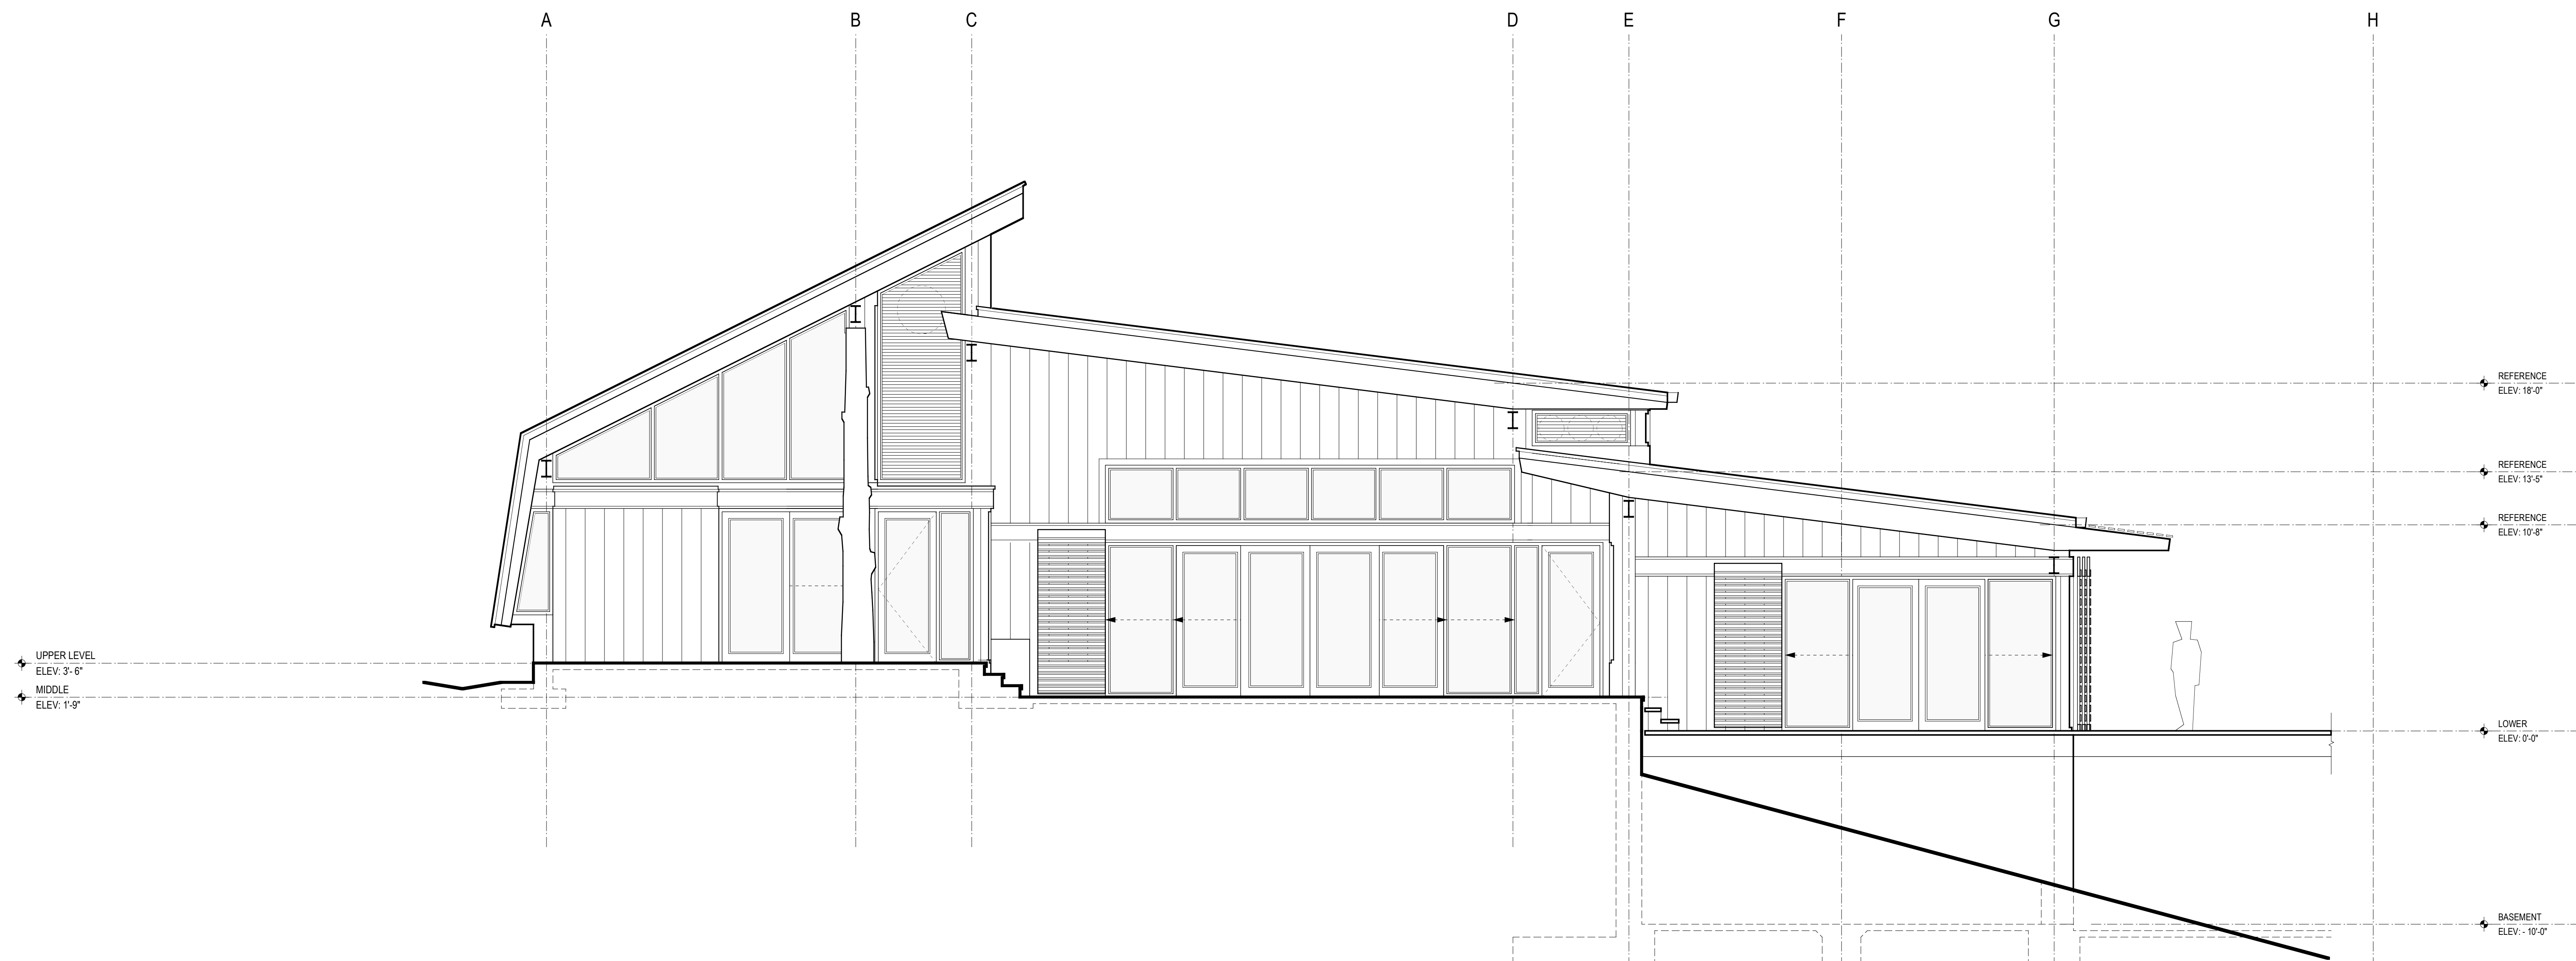 A B C D E F G H
REFERENCE
ELEV: 18'-0"
REFERENCE
ELEV: 13'-5"
REFERENCE
ELEV: 10'-8"
UPPER LEVEL
ELEV: 3'- 6"
MIDDLE
ELEV: 1'-9"
LOWER
ELEV: 0'-0"
BASEMENT
ELEV: - 10'-0"